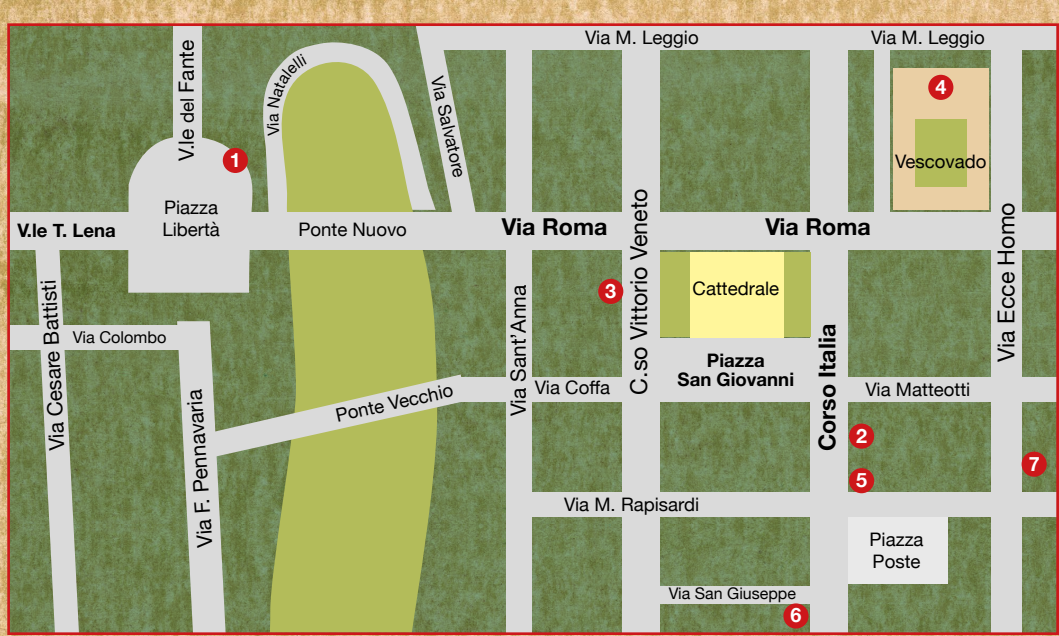 Via M. Leggio
Via M. Leggio
V.le del Fante
Via Natalelli
Via Salvatore
4
Vescovado
1
Piazza
Libertà
V.le T. Lena
Ponte Nuovo
Via Roma
Via Roma
C.so Vittorio Veneto
Via Ecce Homo
3
Cattedrale
Via Sant'Anna
Via Cesare Battisti
Via Colombo
Piazza
San Giovanni
Corso Italia
Via Coffa
Via Matteotti
Ponte Vecchio
Via F. Pennavaria
2
7
5
Via M. Rapisardi
Piazza
Poste
Via San Giuseppe
6